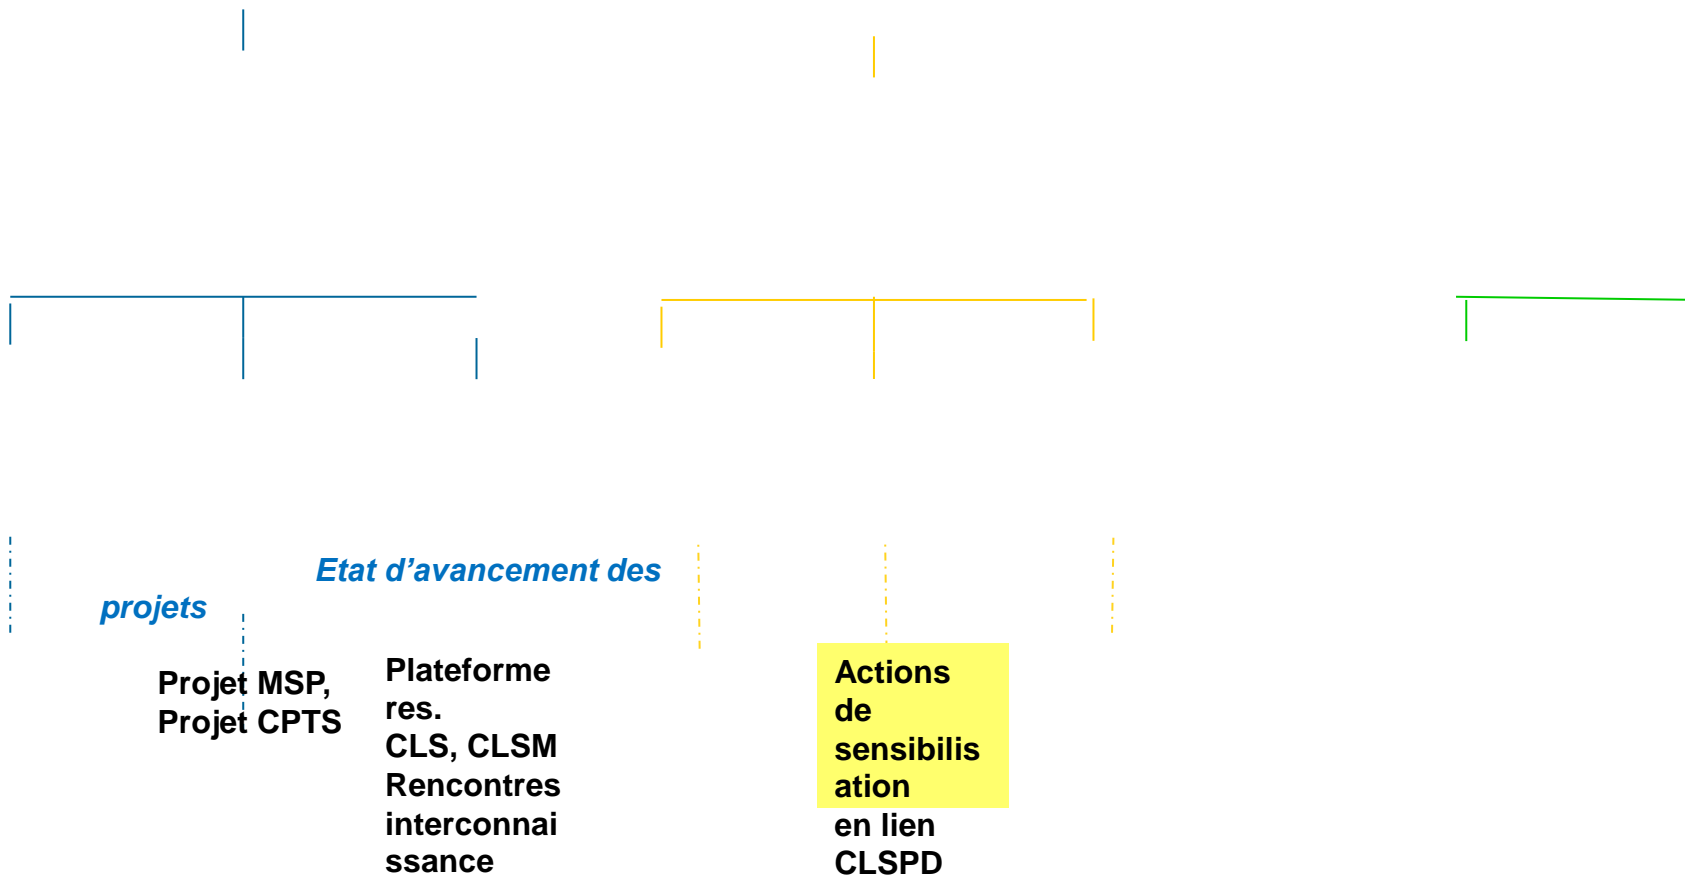 Etat d’avancement des
projets
Projet MSP,
Projet CPTS
Plateforme
res.
CLS, CLSM
Rencontres
interconnai
ssance
Actions
de
sensibilis
ation
en lien
CLSPD